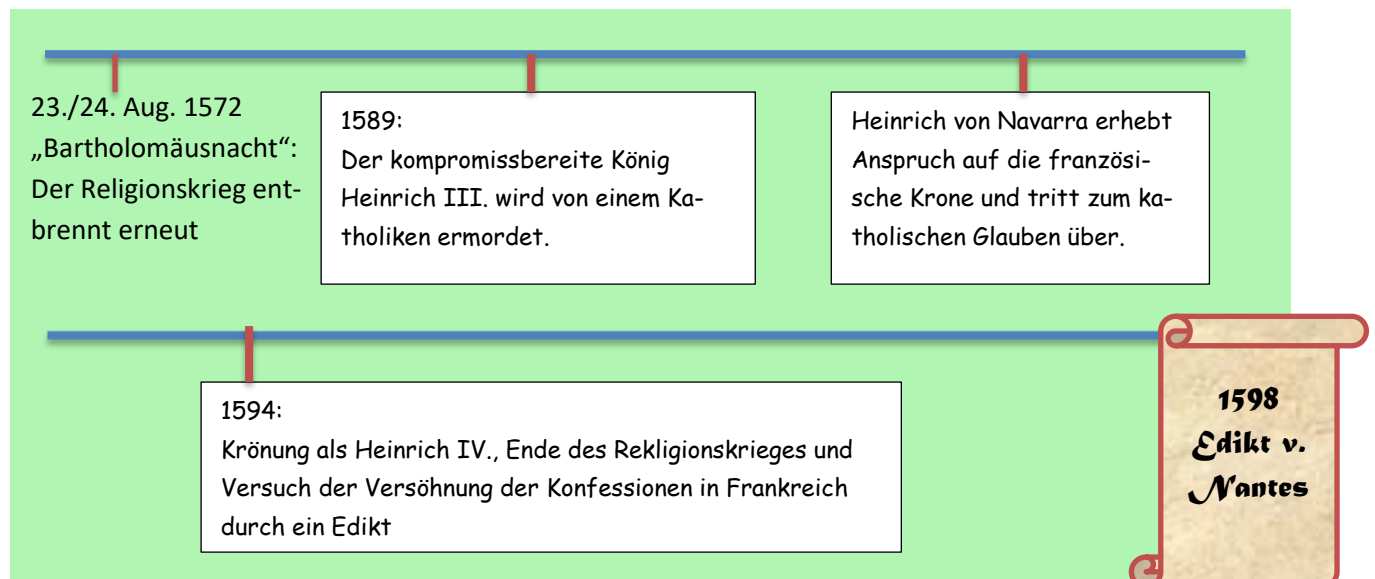 23./24. Aug. 1572
„Bartholomäusnacht“:
Der Religionskrieg ent-
brennt erneut
1589:
Der kompromissbereite König
Heinrich III. wird von einem Ka-
tholiken ermordet.
Heinrich von Navarra erhebt
Anspruch auf die französi-
sche Krone und tritt zum ka-
tholischen Glauben über.
1594:
Krönung als Heinrich IV., Ende des Rekligionskrieges und
Versuch der Versöhnung der Konfessionen in Frankreich
durch ein Edikt
1598
Edikt v.
Nantes